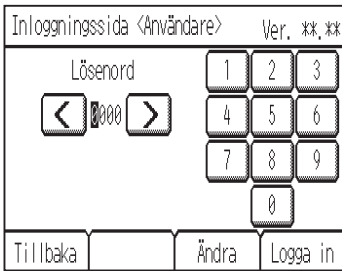 Inloggningssida <Användare> Ver. **.**
Lösenord
0000
1 2 3
4 5 6
7 8 9
0
Tillbaka Ändra Logga in